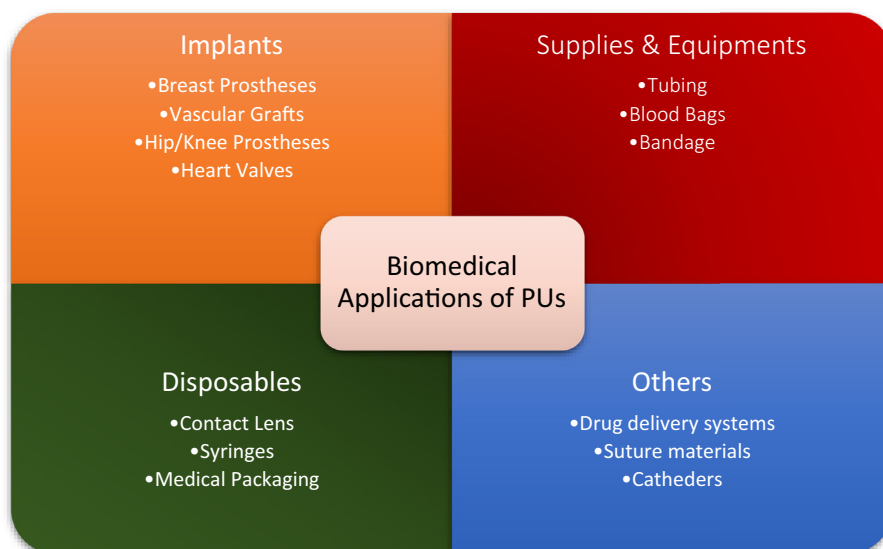 Implants
•Breast Prostheses
•Vascular Grafts
•Hip/Knee Prostheses
•Heart Valves
Supplies & Equipments
•Tubing
•Blood Bags
•Bandage
Biomedical
Applications of PUs
Disposables
•Contact Lens
•Syringes
•Medical Packaging
Others
•Drug delivery systems
•Suture materials
•Catheders